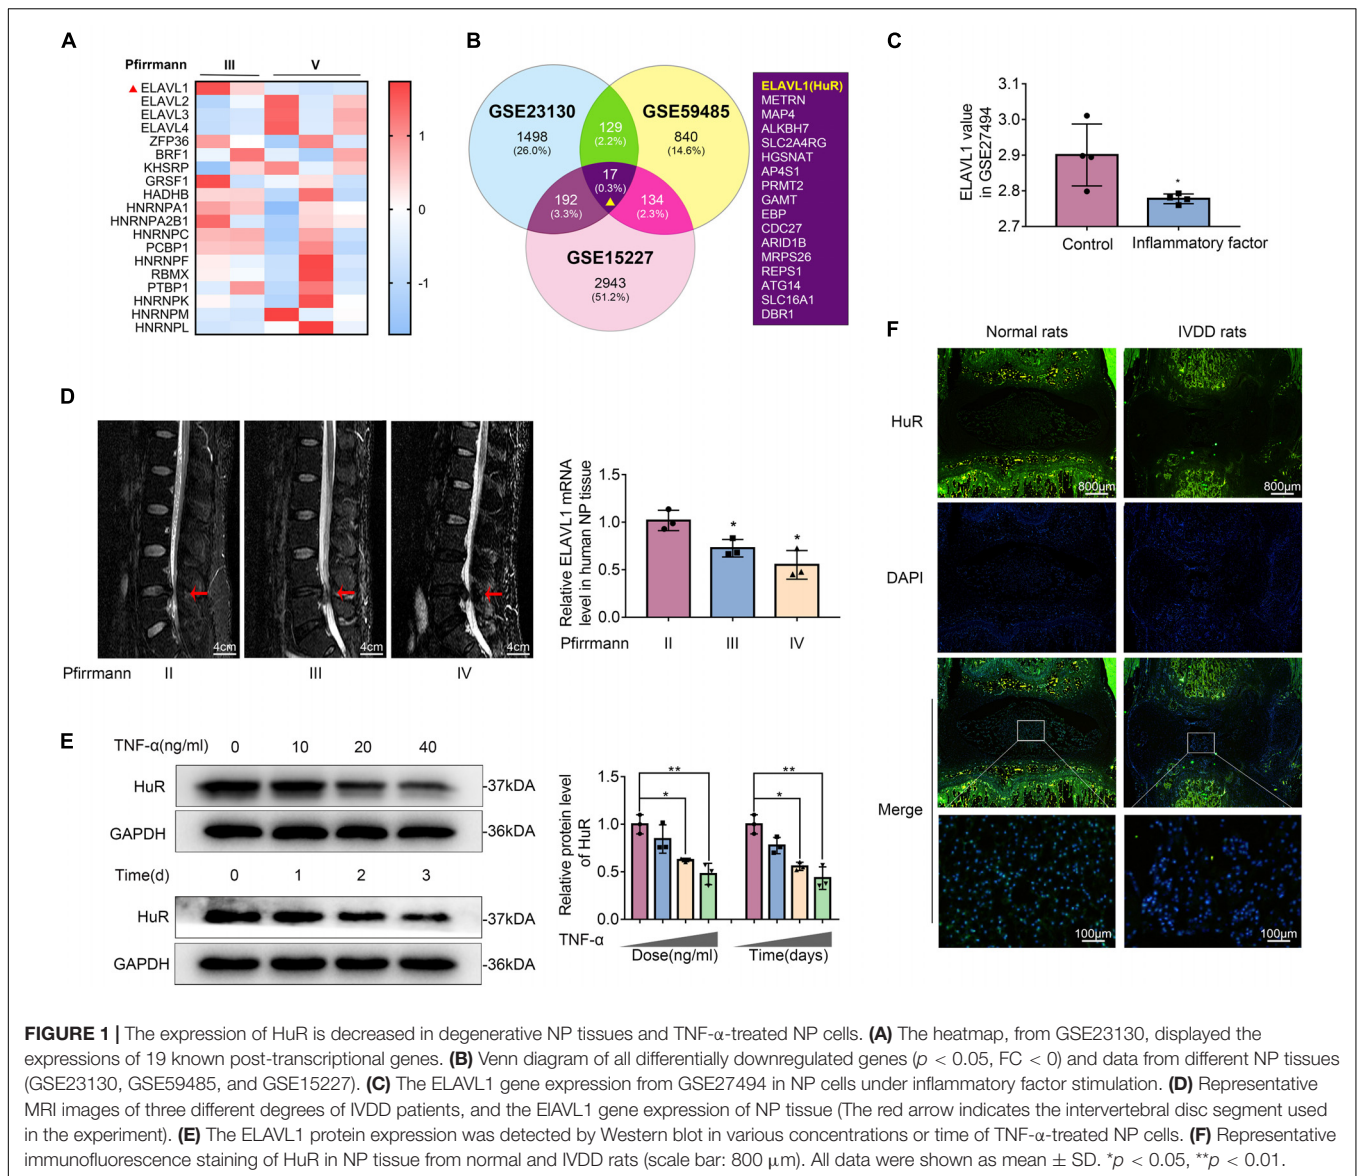 A
Pfirrmann III V
ELAVL1
ELAVL2
ELAVL3
ELAVL4
ZFP36
BRF1
KHSRP
GRSF1
HADHB
HNRNPA1
HNRNPA2B1
HNRNPC
PCBP1
HNRNPF
RBMX
PTBP1
HNRNPK
HNRNPM
HNRNPL
1
0
-1
B
GSE23130
1498
(26.0%)
129
(2.2%)
GSE59485
840
(14.6%)
17
(0.3%)
192
(3.3%)
134
(2.3%)
GSE15227
2943
(51.2%)
ELAVL1(HuR)
METRN
MAP4
ALKBH7
SLC2A4RG
HGSNAT
AP4S1
PRMT2
GAMT
EBP
CDC27
ARID1B
MRPS26
REPS1
ATG14
SLC16A1
DBR1
C
ELAVL1 value
in GSE27494
3.1
3.0
2.9
2.8
2.7
*
Control Inflammatory factor
D
4cm 4cm 4cm
Pfirrmann II III IV
Relative ELAVL1 mRNA
level in human NP tissue
1.5
1.0
0.5
0.0
* *
Pfirrmann II III IV
E
TNF-α(ng/ml) 0 10 20 40
HuR -37kDA
GAPDH -36kDA
Time(d) 0 1 2 3
HuR -37kDA
GAPDH -36kDA
Relative protein level
of HuR
1.5
1.0
0.5
0.0
** **
* *
TNF-α
Dose(ng/ml) Time(days)
F
Normal rats IVDD rats
HuR
800μm 800μm
DAPI
Merge
100μm 100μm
FIGURE 1 | The expression of HuR is decreased in degenerative NP tissues and TNF-α-treated NP cells. (A) The heatmap, from GSE23130, displayed the
expressions of 19 known post-transcriptional genes. (B) Venn diagram of all differentially downregulated genes (p < 0.05, FC < 0) and data from different NP tissues
(GSE23130, GSE59485, and GSE15227). (C) The ELAVL1 gene expression from GSE27494 in NP cells under inflammatory factor stimulation. (D) Representative
MRI images of three different degrees of IVDD patients, and the ElAVL1 gene expression of NP tissue (The red arrow indicates the intervertebral disc segment used
in the experiment). (E) The ELAVL1 protein expression was detected by Western blot in various concentrations or time of TNF-α-treated NP cells. (F) Representative
immunofluorescence staining of HuR in NP tissue from normal and IVDD rats (scale bar: 800 μm). All data were shown as mean ± SD. *p < 0.05, **p < 0.01.